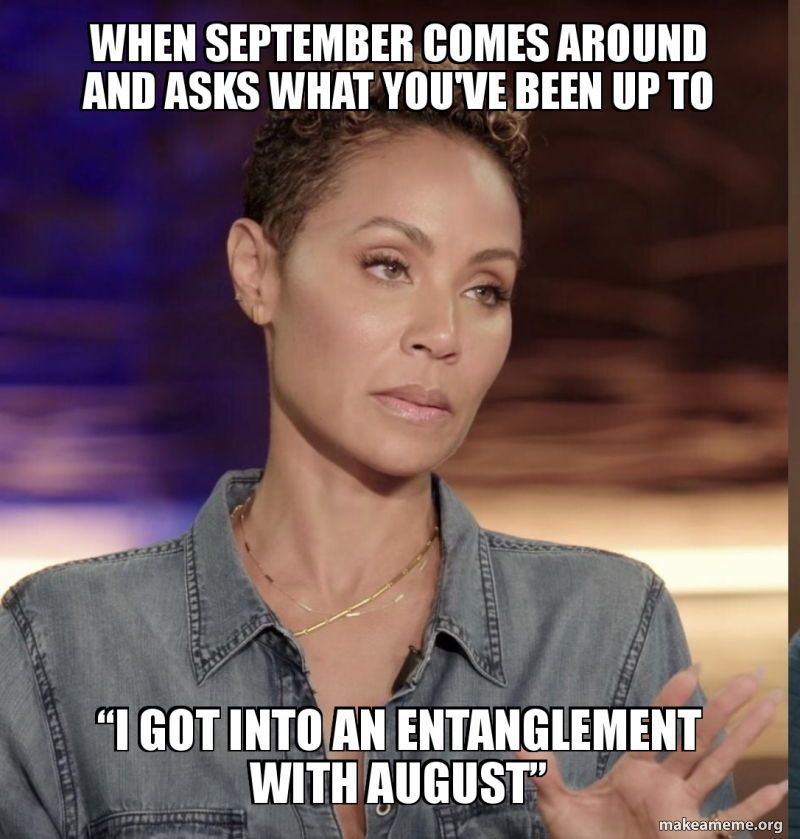 WHEN SEPTEMBER COMES AROUND
AND ASKS WHAT YOU'VE BEEN UP TO
“I GOT INTO AN ENTANGLEMENT
WITH AUGUST”
makeameme.org